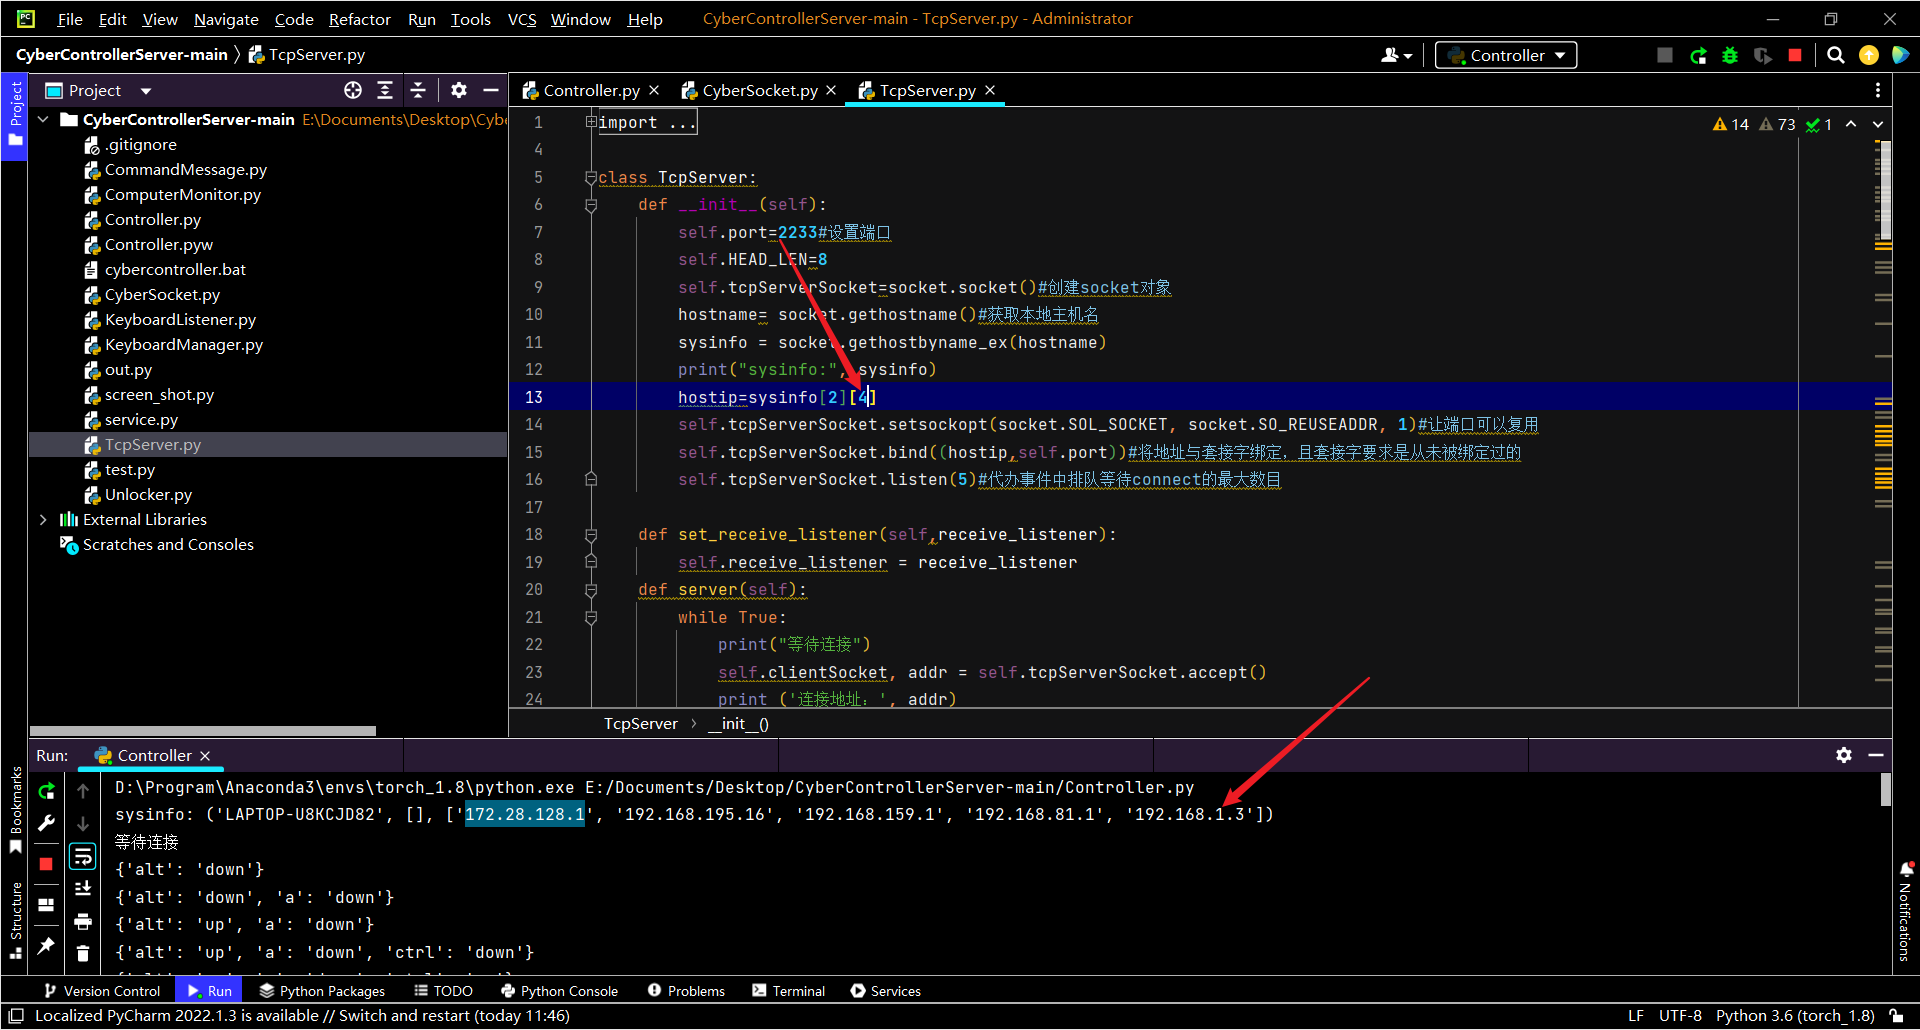 PC File Edit View Navigate Code Refactor Run Tools VCS Window Help CyberControllerServer-main - TcpServer.py - Administrator
CyberControllerServer-main TcpServer.py Controller
Project
Project
Controller.py CyberSocket.py TcpServer.py
CyberControllerServer-main E:\Documents\Desktop\Cybe
.gitignore
CommandMessage.py
ComputerMonitor.py
Controller.py
Controller.pyw
cybercontroller.bat
CyberSocket.py
KeyboardListener.py
KeyboardManager.py
out.py
screen_shot.py
service.py
TcpServer.py
test.py
Unlocker.py
External Libraries
Scratches and Consoles
14 73 1
1 import ...
4
5 class TcpServer:
6 def __init__(self):
7 self.port=2233#设置端口
8 self.HEAD_LEN=8
9 self.tcpServerSocket=socket.socket()#创建socket对象
10 hostname= socket.gethostname()#获取本地主机名
11 sysinfo = socket.gethostbyname_ex(hostname)
12 print("sysinfo:", sysinfo)
13 hostip=sysinfo[2][4]
14 self.tcpServerSocket.setsockopt(socket.SOL_SOCKET, socket.SO_REUSEADDR, 1)#让端口可以复用
15 self.tcpServerSocket.bind((hostip,self.port))#将地址与套接字绑定，且套接字要求是从未被绑定过的
16 self.tcpServerSocket.listen(5)#代办事件中排队等待connect的最大数目
17
18 def set_receive_listener(self,receive_listener):
19 self.receive_listener = receive_listener
20 def server(self):
21 while True:
22 print("等待连接")
23 self.clientSocket, addr = self.tcpServerSocket.accept()
24 print ('连接地址：', addr)
TcpServer __init__()
Run: Controller
D:\Program\Anaconda3\envs\torch_1.8\python.exe E:/Documents/Desktop/CyberControllerServer-main/Controller.py
sysinfo: ('LAPTOP-U8KCJD82', [], ['172.28.128.1', '192.168.195.16', '192.168.159.1', '192.168.81.1', '192.168.1.3'])
等待连接
{'alt': 'down'}
{'alt': 'down', 'a': 'down'}
{'alt': 'up', 'a': 'down'}
{'alt': 'up', 'a': 'down', 'ctrl': 'down'}
Bookmarks
Structure
Notifications
Version Control Run Python Packages TODO Python Console Problems Terminal Services
Localized PyCharm 2022.1.3 is available // Switch and restart (today 11:46) LF UTF-8 Python 3.6 (torch_1.8)